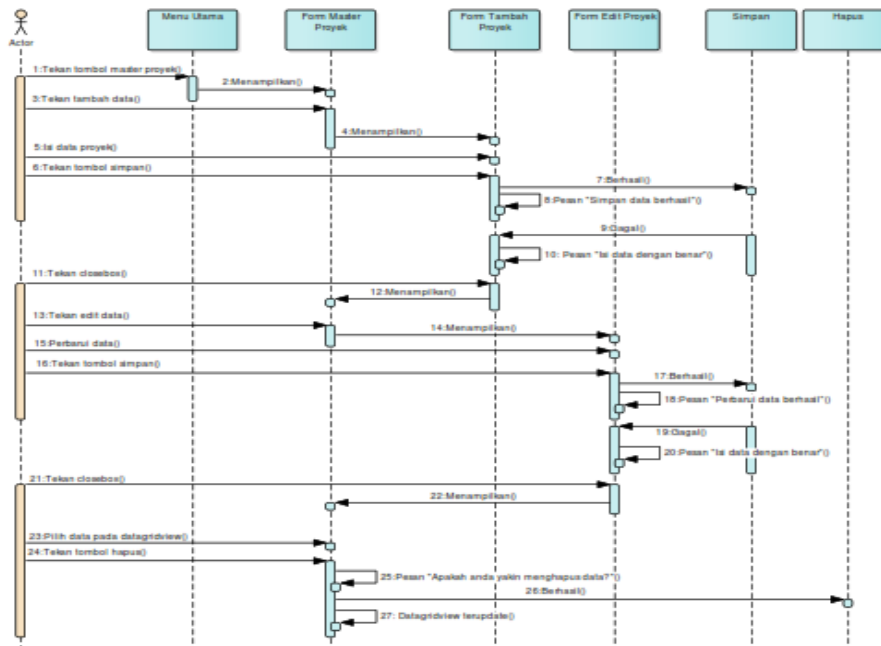 Menu Utama
Form Master
Proyek
Form Tambah
Proyek
Form Edit Proyek
Simpan
Hapus
Actor
1:Tekan tombol master proyek()
2:Menampilkan()
3:Tekan tambah data()
4:Menampilkan()
5:Isi data proyek()
6:Tekan tombol simpan()
7:Berhasil()
8:Pesan "Simpan data berhasil"()
9:Gagal()
10: Pesan "Isi data dengan benar"()
11:Tekan closebox()
12:Menampilkan()
13:Tekan edit data()
14:Menampilkan()
15:Perbarui data()
16:Tekan tombol simpan()
17:Berhasil()
18:Pesan "Perbarui data berhasil"()
19:Gagal()
20:Pesan "Isi data dengan benar"()
21:Tekan closebox()
22:Menampilkan()
23:Pilih data pada datagridview()
24:Tekan tombol hapus()
25:Pesan "Apakah anda yakin menghapus data?"()
26:Berhasil()
27: Datagridview terupdate()